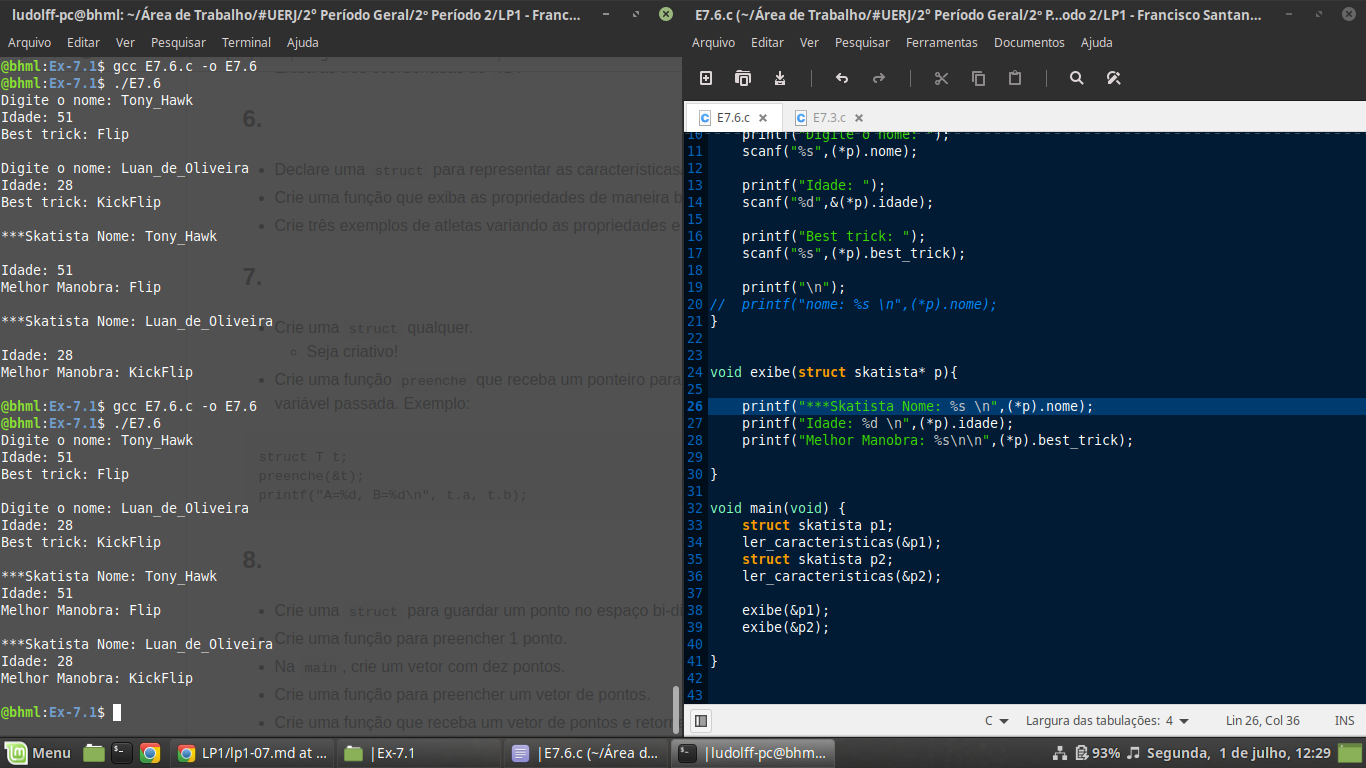 ludolff-pc@bhml: ~/Área de Trabalho/#UERJ/2° Período Geral/2º Período 2/LP1 - Franc...
Arquivo Editar Ver Pesquisar Terminal Ajuda
@bhml:Ex-7.1$ gcc E7.6.c -o E7.6
@bhml:Ex-7.1$ ./E7.6
Digite o nome: Tony_Hawk
Idade: 51
Best trick: Flip
Digite o nome: Luan_de_Oliveira
Idade: 28
Best trick: KickFlip
***Skatista Nome: Tony_Hawk
Idade: 51
Melhor Manobra: Flip
***Skatista Nome: Luan_de_Oliveira
Idade: 28
Melhor Manobra: KickFlip
@bhml:Ex-7.1$ gcc E7.6.c -o E7.6
@bhml:Ex-7.1$ ./E7.6
Digite o nome: Tony_Hawk
Idade: 51
Best trick: Flip
Digite o nome: Luan_de_Oliveira
Idade: 28
Best trick: KickFlip
***Skatista Nome: Tony_Hawk
Idade: 51
Melhor Manobra: Flip
***Skatista Nome: Luan_de_Oliveira
Idade: 28
Melhor Manobra: KickFlip
@bhml:Ex-7.1$
6.
Declare uma struct para representar as características
Crie uma função que exiba as propriedades de maneira b
Crie três exemplos de atletas variando as propriedades e
7.
Crie uma struct qualquer.
Seja criativo!
Crie uma função preenche que receba um ponteiro para
variável passada. Exemplo:
struct T t;
preenche(&t);
printf("A=%d, B=%d\n", t.a, t.b);
8.
Crie uma struct para guardar um ponto no espaço bi-di
Crie uma função para preencher 1 ponto.
Na main, crie um vetor com dez pontos.
Crie uma função para preencher um vetor de pontos.
Crie uma função que receba um vetor de pontos e retorn
E7.6.c (~/Área de Trabalho/#UERJ/2° Período Geral/2º P...odo 2/LP1 - Francisco Santan...
Arquivo Editar Ver Pesquisar Ferramentas Documentos Ajuda
E7.6.c E7.3.c
10 printf("Digite o nome: ");
11 scanf("%s",(*p).nome);
12
13 printf("Idade: ");
14 scanf("%d",&(*p).idade);
15
16 printf("Best trick: ");
17 scanf("%s",(*p).best_trick);
18
19 printf("\n");
20 // printf("nome: %s \n",(*p).nome);
21 }
22
23
24 void exibe(struct skatista* p){
25
26 printf("***Skatista Nome: %s \n",(*p).nome);
27 printf("Idade: %d \n",(*p).idade);
28 printf("Melhor Manobra: %s\n\n",(*p).best_trick);
29
30 }
31
32 void main(void) {
33 struct skatista p1;
34 ler_caracteristicas(&p1);
35 struct skatista p2;
36 ler_caracteristicas(&p2);
37
38 exibe(&p1);
39 exibe(&p2);
40
41 }
42
43
C Largura das tabulações: 4 Lin 26, Col 36 INS
Menu LP1/lp1-07.md at ... |Ex-7.1 |E7.6.c (~/Área d... |ludolff-pc@bhm... 93% Segunda, 1 de julho, 12:29